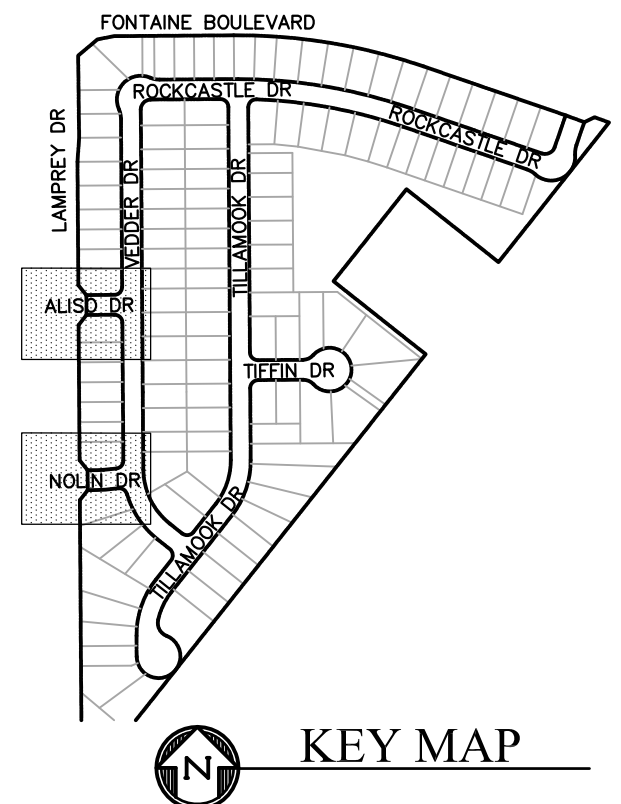 FONTAINE BOULEVARD
ROCKCASTLE DR
ROCKCASTLE DR
LAMPREY DR
VEDDER DR
TILLAMOOK DR
ALISO DR
TIFFIN DR
NOLIN DR
TILLAMOOK DR
N
KEY MAP